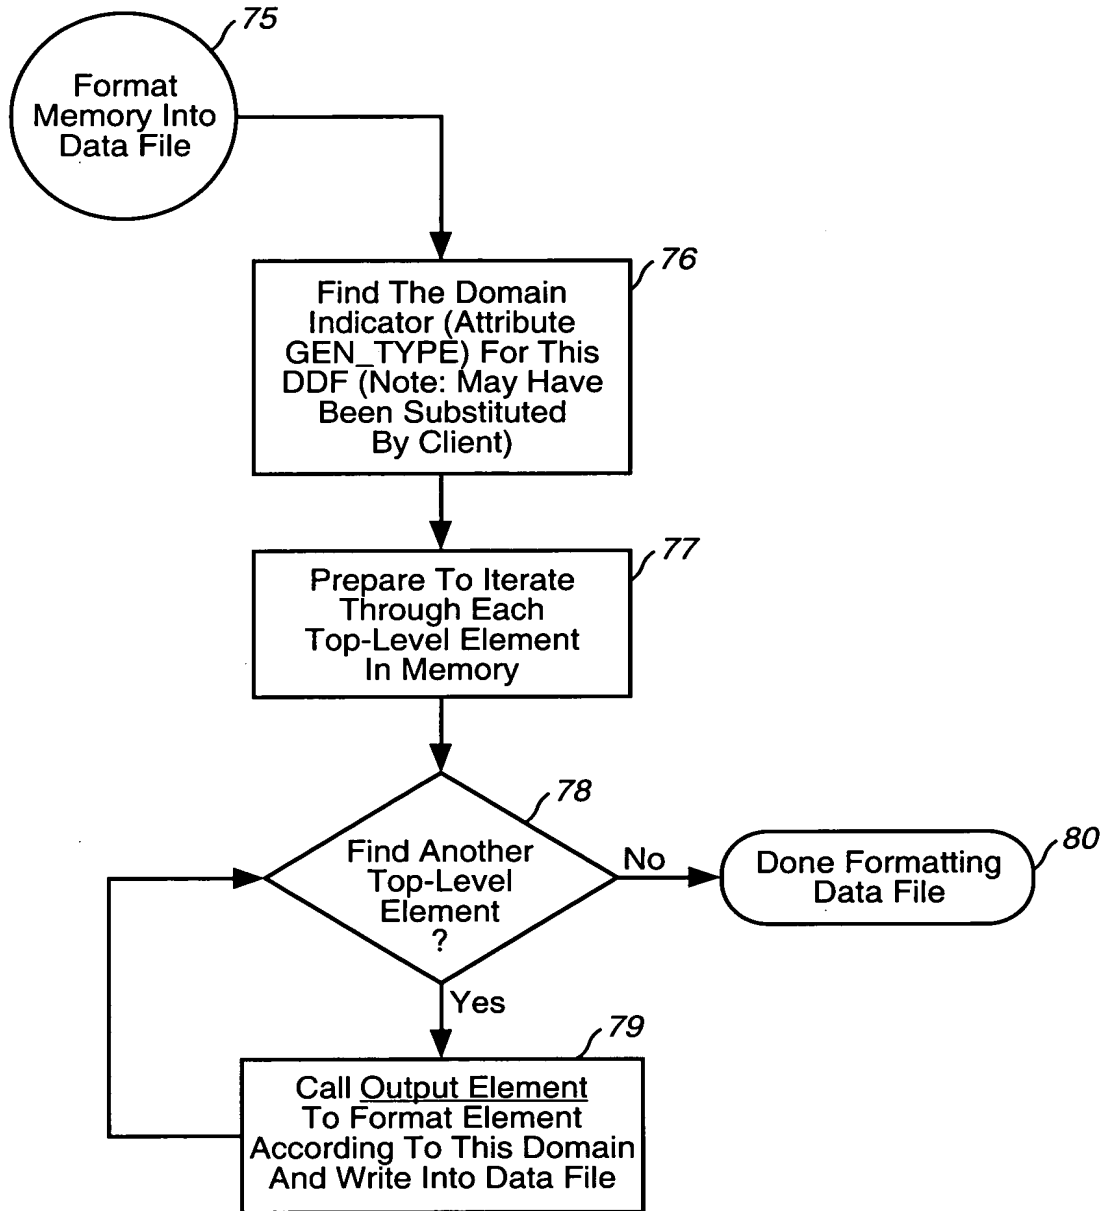 75
Format
Memory Into
Data File
76
Find The Domain
Indicator (Attribute
GEN_TYPE) For This
DDF (Note: May Have
Been Substituted
By Client)
77
Prepare To Iterate
Through Each
Top-Level Element
In Memory
78
Find Another
Top-Level
Element
?
No
80
Done Formatting
Data File
Yes
79
Call Output Element
To Format Element
According To This Domain
And Write Into Data File